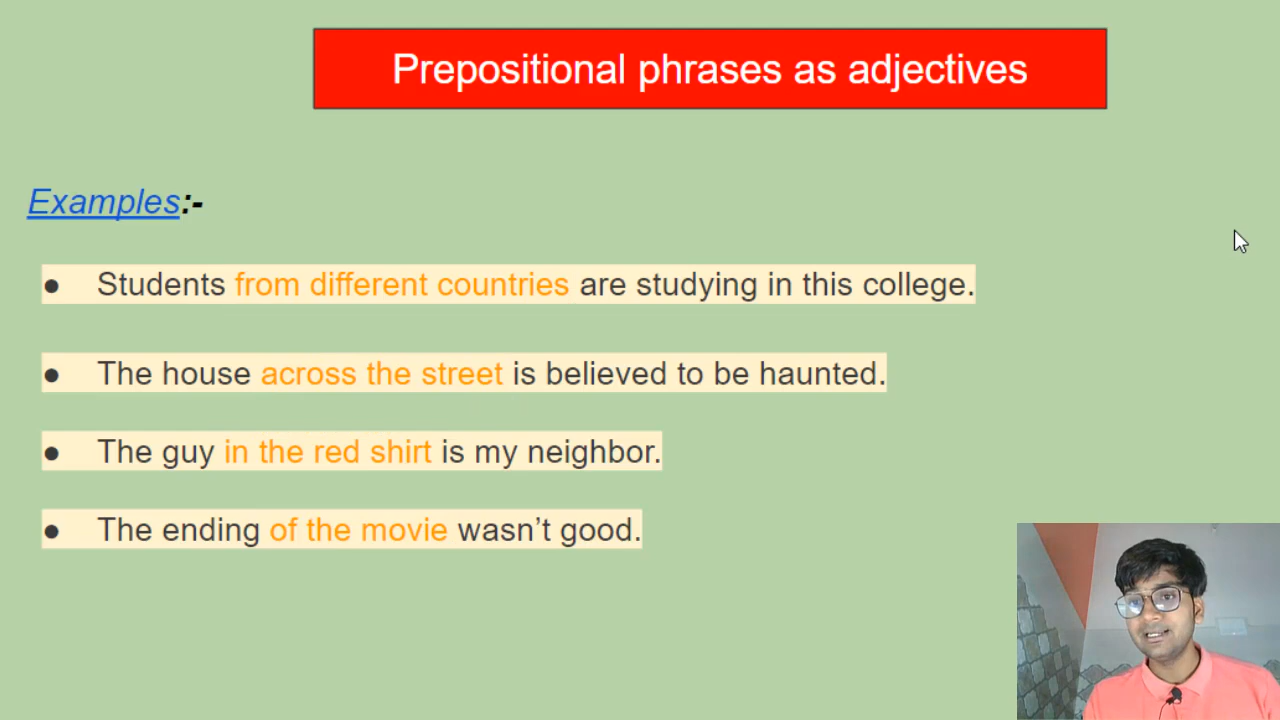 Prepositional phrases as adjectives
Examples:-
● Students from different countries are studying in this college.
● The house across the street is believed to be haunted.
● The guy in the red shirt is my neighbor.
● The ending of the movie wasn’t good.